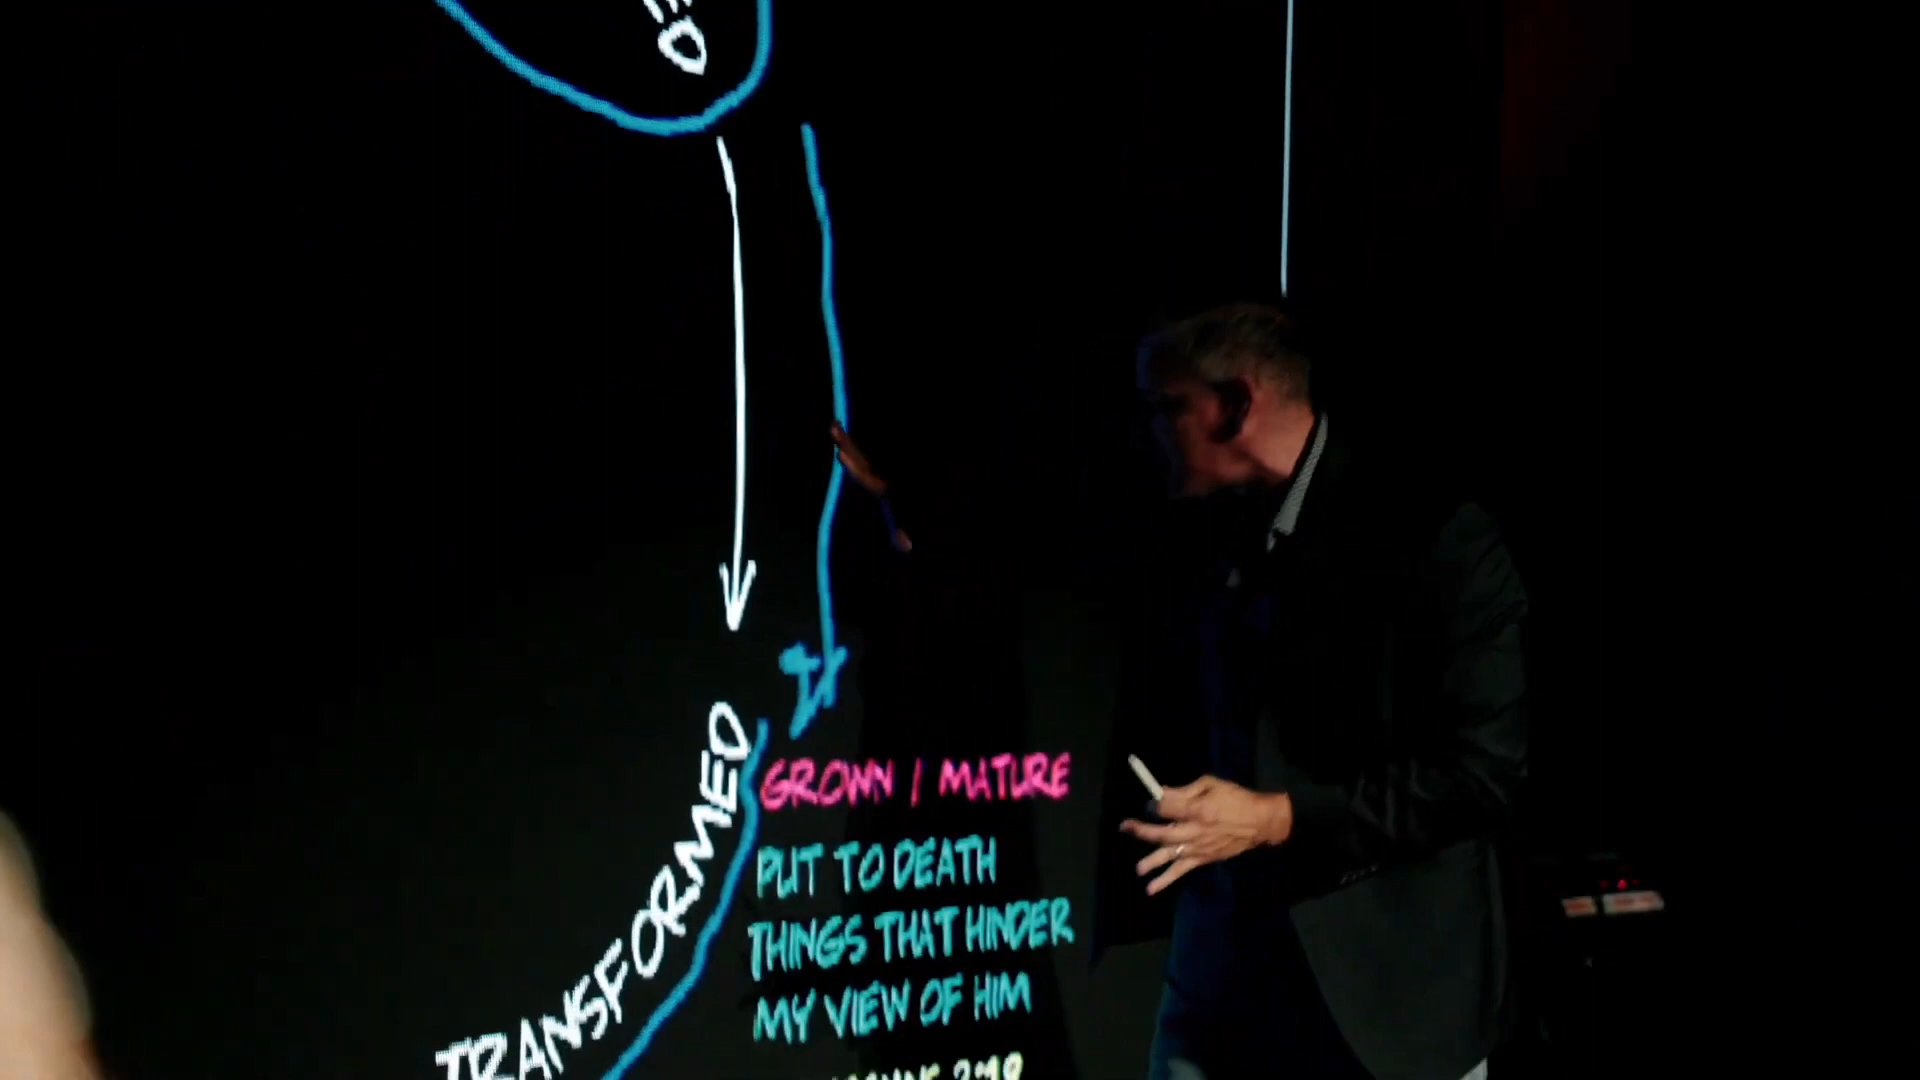 TRANSFORMED
GROWN / MATURE
PUT TO DEATH
THINGS THAT HINDER
MY VIEW OF HIM